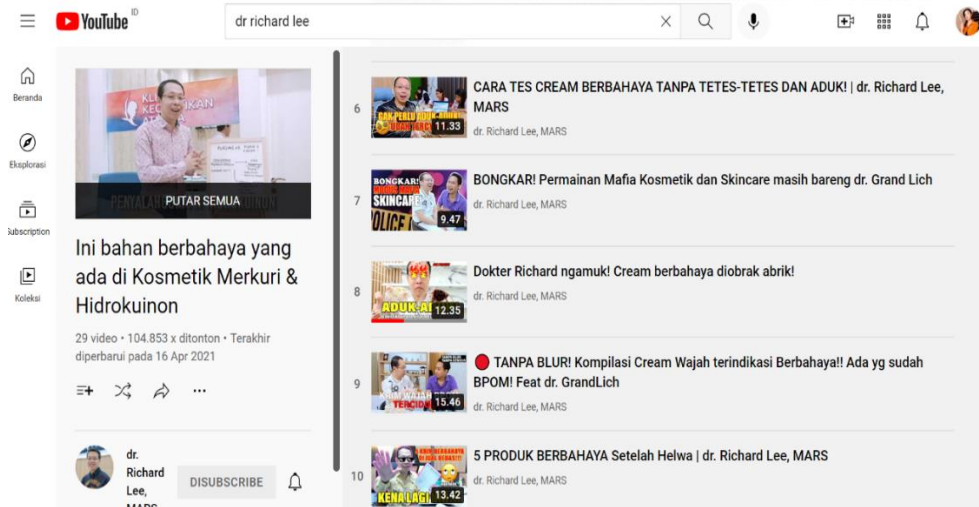 YouTube ID
dr richard lee
Beranda
Eksplorasi
Subscription
Koleksi
PUTAR SEMUA
Ini bahan berbahaya yang
ada di Kosmetik Merkuri &
Hidrokuinon
29 video • 104.853 x ditonton • Terakhir
diperbarui pada 16 Apr 2021
dr.
Richard
Lee,
MARS
DISUBSCRIBE
6
11.33
CARA TES CREAM BERBAHAYA TANPA TETES-TETES DAN ADUK! | dr. Richard Lee,
MARS
dr. Richard Lee, MARS
7
BONGKAR!
SKINCARE
9.47
BONGKAR! Permainan Mafia Kosmetik dan Skincare masih bareng dr. Grand Lich
dr. Richard Lee, MARS
8
12.35
Dokter Richard ngamuk! Cream berbahaya diobrak abrik!
dr. Richard Lee, MARS
9
15.46
TANPA BLUR! Kompilasi Cream Wajah terindikasi Berbahaya!! Ada yg sudah
BPOM! Feat dr. GrandLich
dr. Richard Lee, MARS
10
KENA LAGI
13.42
5 PRODUK BERBAHAYA Setelah Helwa | dr. Richard Lee, MARS
dr. Richard Lee, MARS